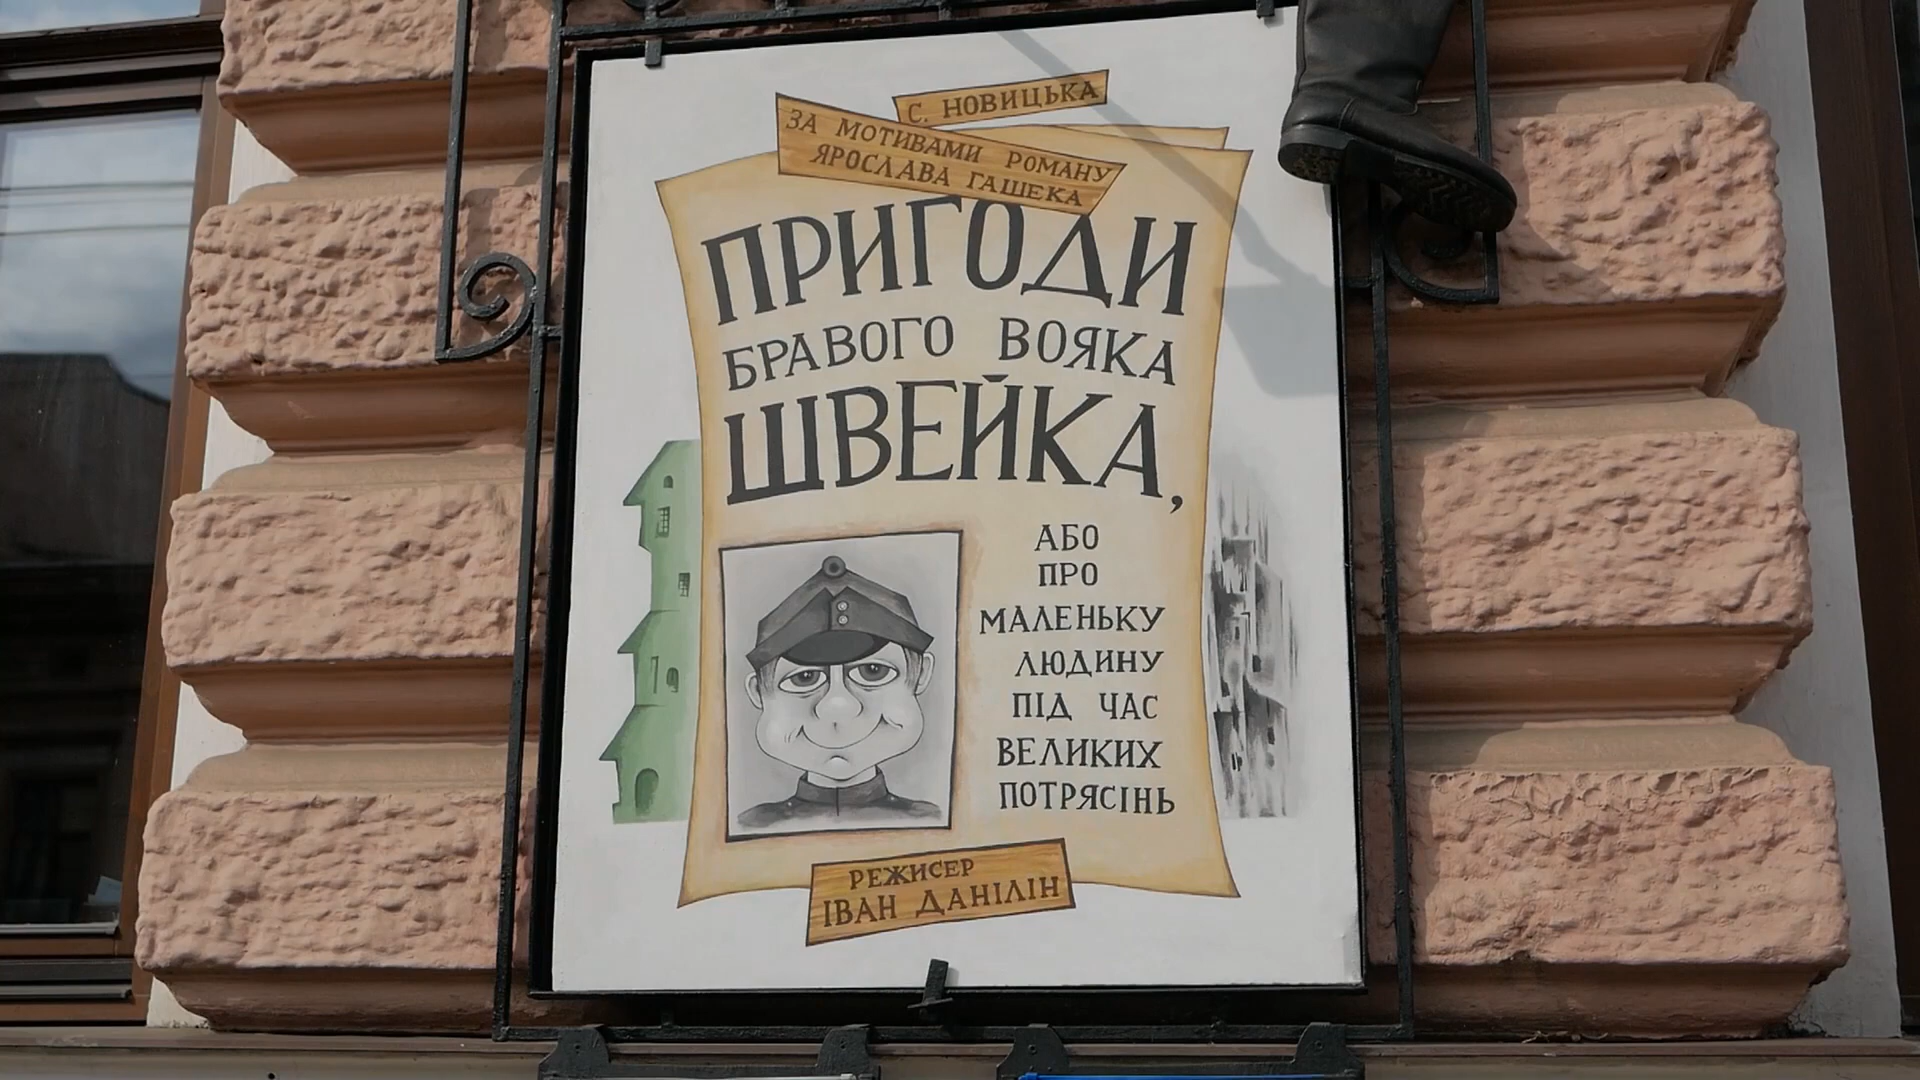 С. НОВИЦЬКА
ЗА МОТИВАМИ РОМАНУ
ЯРОСЛАВА ГАШЕКА
ПРИГОДИ
БРАВОГО ВОЯКА
ШВЕЙКА,
АБО
ПРО
МАЛЕНЬКУ
ЛЮДИНУ
ПІД ЧАС
ВЕЛИКИХ
ПОТРЯСІНЬ
РЕЖИСЕР
ІВАН ДАНІЛІН